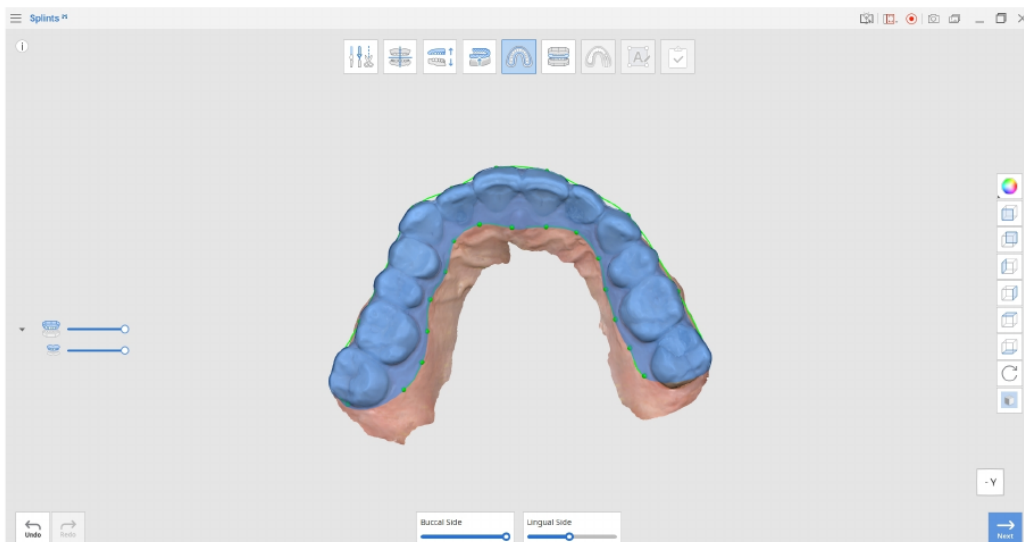 Splints
i
A
- Y
Undo
Redo
Buccal Side
Lingual Side
Next